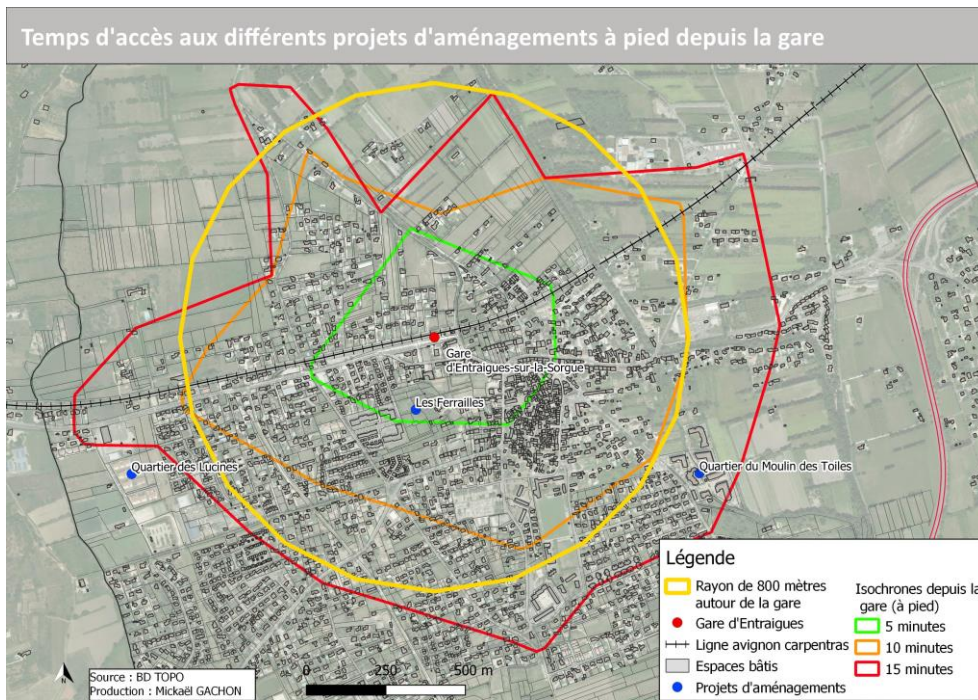 Temps d'accès aux différents projets d'aménagements à pied depuis la gare
Gare
d'Entraigues-sur-la-Sorgue
Les Ferrailles
Quartier des Lucines
Quartier du Moulin des Toiles
Légende
Rayon de 800 mètres
autour de la gare
Gare d'Entraigues
Ligne avignon carpentras
Espaces bâtis
Projets d'aménagements
Isochrones depuis la
gare (à pied)
5 minutes
10 minutes
15 minutes
Source : BD TOPO
Production : Mickaël GACHON
0 250 500 m